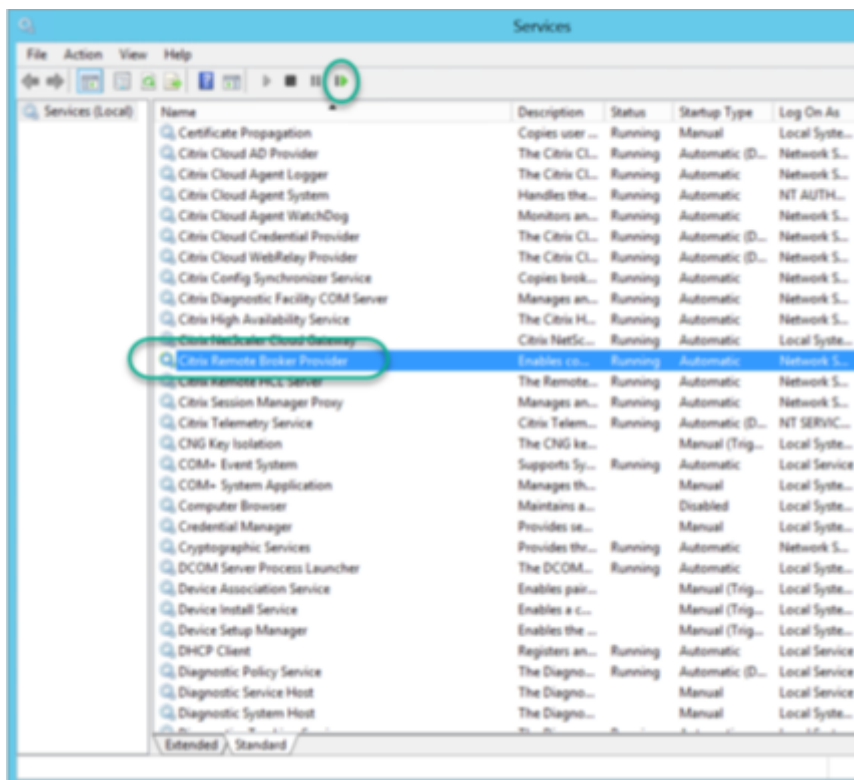 Services
File Action View Help
Services (Local)
Name Description Status Startup Type Log On As
Certificate Propagation Copies user ... Running Manual Local Syste...
Citrix Cloud AD Provider The Citrix Cl... Running Automatic (D... Network S...
Citrix Cloud Agent Logger The Citrix Cl... Running Automatic Network S...
Citrix Cloud Agent System Handles the... Running Automatic NT AUTH...
Citrix Cloud Agent WatchDog Monitors an... Running Automatic Network S...
Citrix Cloud Credential Provider The Citrix Cl... Running Automatic (D... Network S...
Citrix Cloud WebRelay Provider The Citrix Cl... Running Automatic (D... Network S...
Citrix Config Synchronizer Service Copies brok... Running Automatic Network S...
Citrix Diagnostic Facility COM Server Manages an... Running Automatic Network S...
Citrix High Availability Service The Citrix H... Running Automatic Network S...
Citrix NetScaler Cloud Gateway Citrix NetSc... Running Automatic Local Syste...
Citrix Remote Broker Provider Enables co... Running Automatic Network S...
Citrix Remote HCL Server The Remote... Running Automatic Network S...
Citrix Session Manager Proxy Manages an... Running Automatic Network S...
Citrix Telemetry Service Citrix Telem... Running Automatic (D... NT SERVIC...
CNG Key Isolation The CNG ke... Manual (Trig... Local Syste...
COM+ Event System Supports Sy... Running Automatic Local Service
COM+ System Application Manages th... Manual Local Syste...
Computer Browser Maintains a... Disabled Local Syste...
Credential Manager Provides se... Manual Local Syste...
Cryptographic Services Provides thr... Running Automatic Network S...
DCOM Server Process Launcher The DCOM... Running Automatic Local Syste...
Device Association Service Enables pair... Manual (Trig... Local Syste...
Device Install Service Enables a c... Manual (Trig... Local Syste...
Device Setup Manager Enables the ... Manual (Trig... Local Syste...
DHCP Client Registers an... Running Automatic Local Service
Diagnostic Policy Service The Diagno... Running Automatic (D... Local Service
Diagnostic Service Host The Diagno... Manual Local Service
Diagnostic System Host The Diagno... Manual Local Syste...
Extended Standard